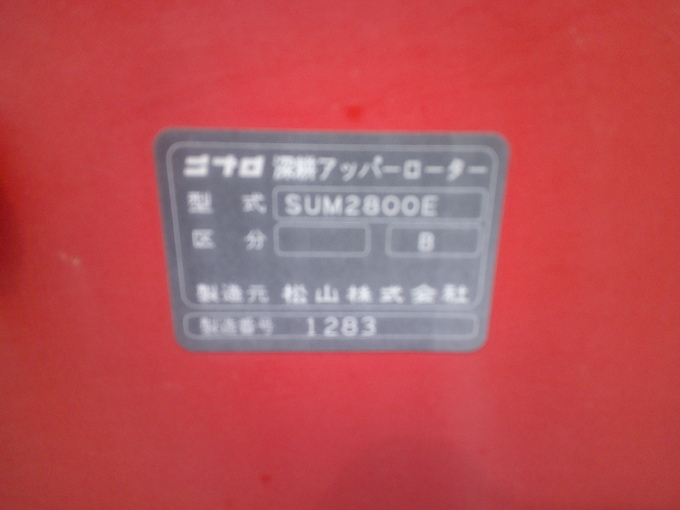 ニプロ 深耕アッパーローター
型式 SUM2800E
区分 B
製造元 松山株式会社
製造番号 1283